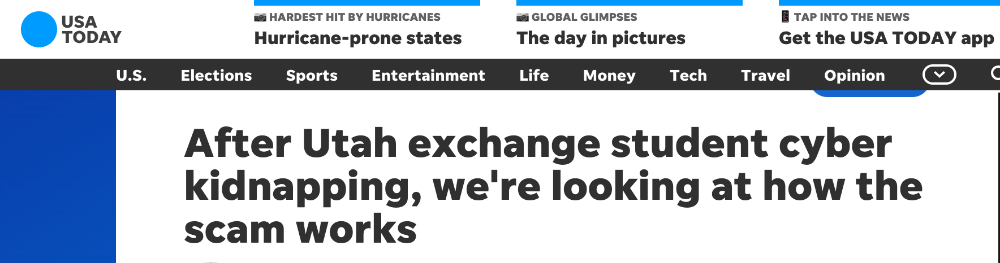 USA
TODAY
HARDEST HIT BY HURRICANES
Hurricane-prone states
GLOBAL GLIMPSES
The day in pictures
TAP INTO THE NEWS
Get the USA TODAY app
U.S. Elections Sports Entertainment Life Money Tech Travel Opinion
After Utah exchange student cyber
kidnapping, we're looking at how the
scam works